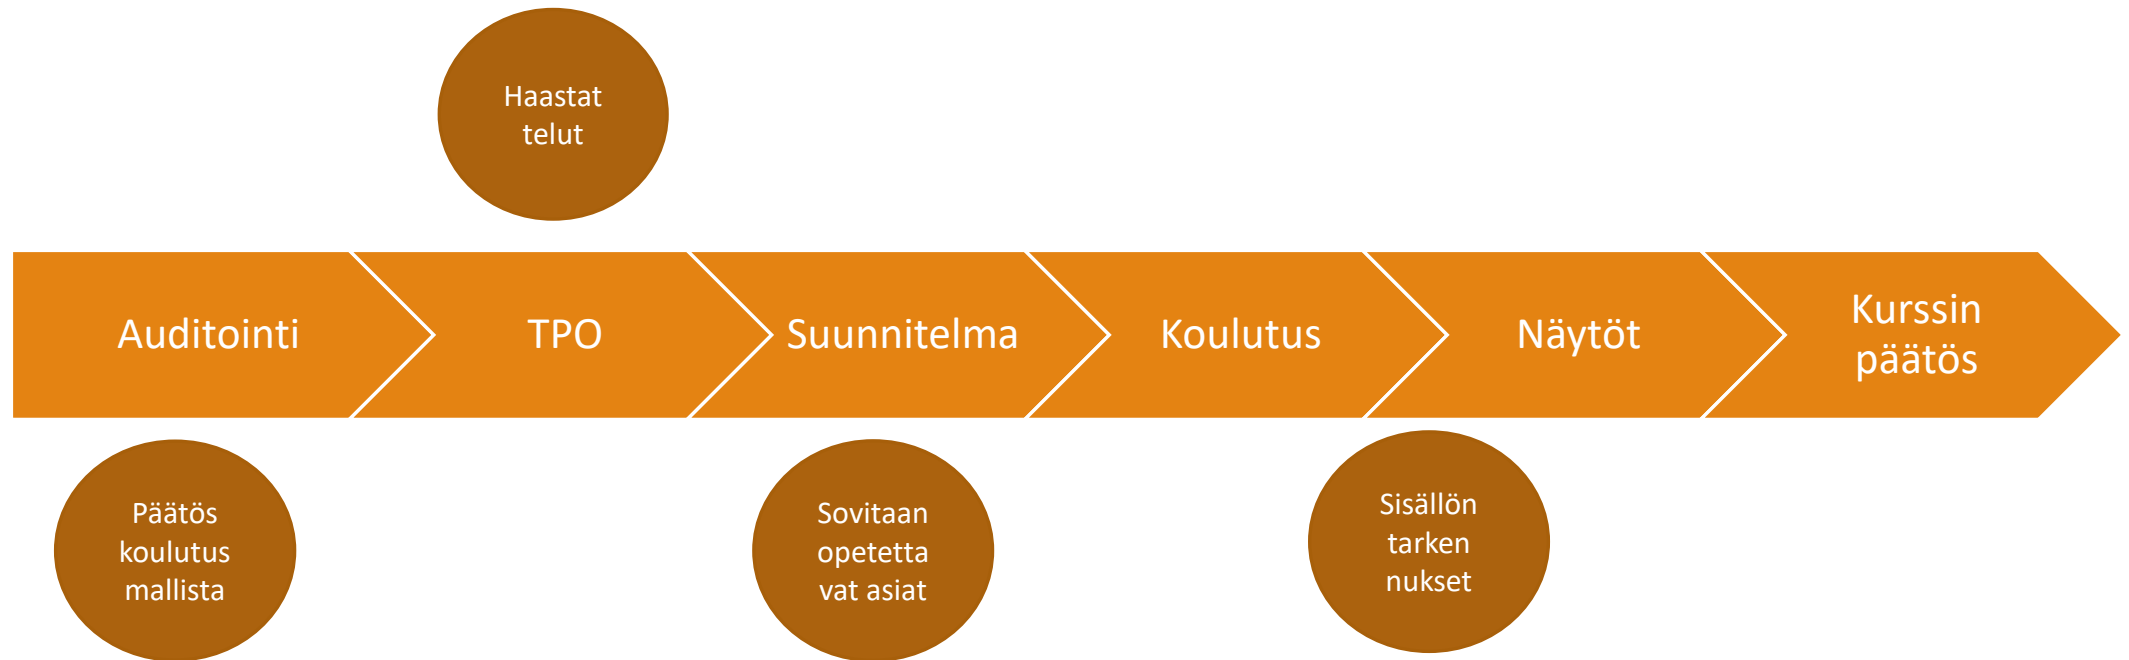 Haastat
telut
Auditointi
TPO
Suunnitelma
Koulutus
Näytöt
Kurssin
päätös
Päätös
koulutus
mallista
Sovitaan
opetetta
vat asiat
Sisällön
tarken
nukset